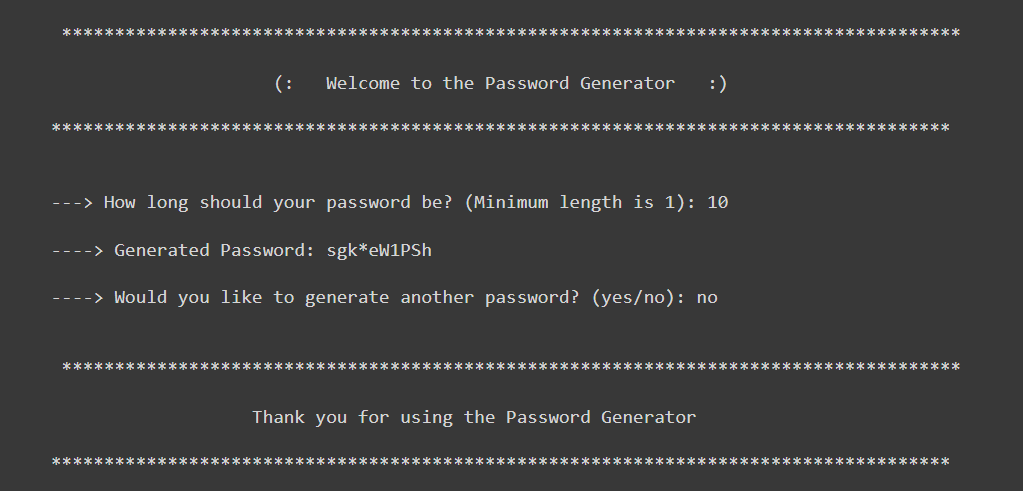 *************************************************************************************
(:   Welcome to the Password Generator   :)
*************************************************************************************
---> How long should your password be? (Minimum length is 1): 10
----> Generated Password: sgk*eW1PSh
----> Would you like to generate another password? (yes/no): no
*************************************************************************************
Thank you for using the Password Generator
*************************************************************************************